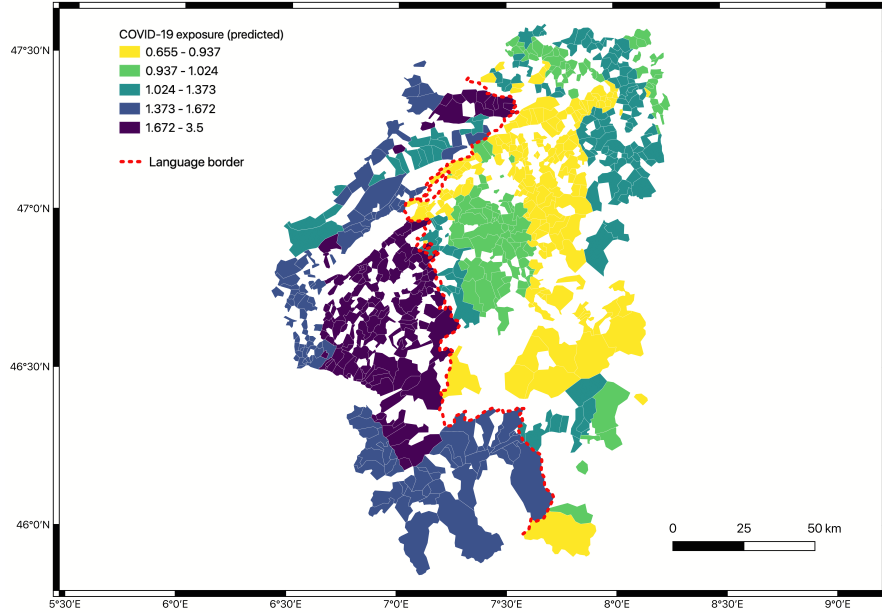 COVID-19 exposure (predicted)
0.655 - 0.937
0.937 - 1.024
1.024 - 1.373
1.373 - 1.672
1.672 - 3.5
Language border
47°30'N
47°0'N
46°30'N
46°0'N
0 25 50 km
5°30'E 6°0'E 6°30'E 7°0'E 7°30'E 8°0'E 8°30'E 9°0'E